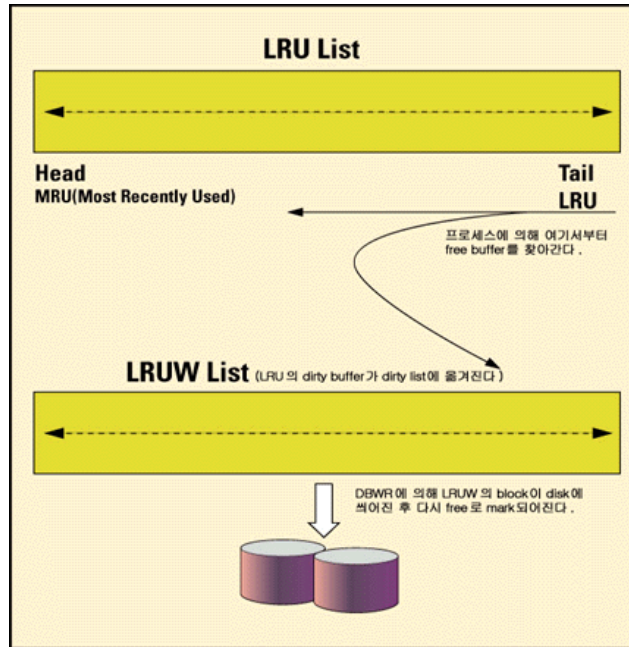 LRU List
Head
MRU(Most Recently Used)
Tail
LRU
프로세스에 의해 여기서부터
free buffer를 찾아간다.
LRUW List (LRU의 dirty buffer가 dirty list에 옮겨진다)
DBWR에 의해 LRUW의 block이 disk에
씌어진 후 다시 free로 mark되어진다.